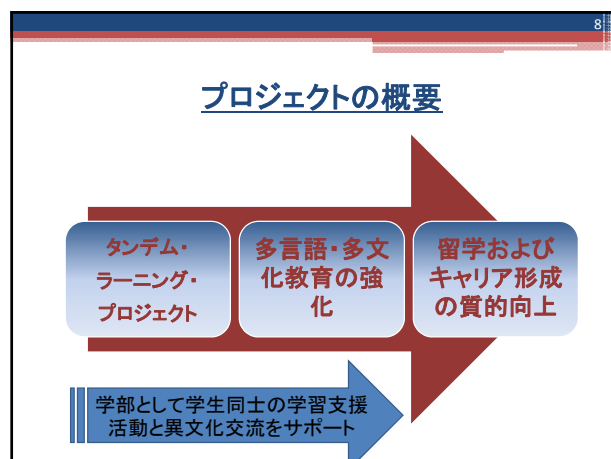 8
プロジェクトの概要
タンデム・
ラーニング・
プロジェクト
多言語・多文
化教育の強
化
留学および
キャリア形成
の質的向上
学部として学生同士の学習支援
活動と異文化交流をサポート